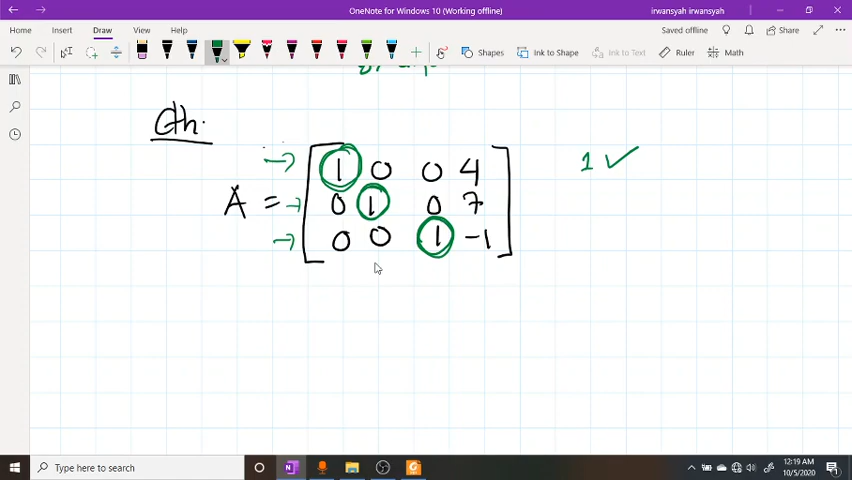 OneNote for Windows 10 (Working offline)
irwansyah irwansyah
Home Insert Draw View Help
Saved offline
Shapes Ink to Shape Ink to Text Ruler Math
Cth.
A = → [ 1 0 0 4
→ 0 1 0 7
→ 0 0 1 -1 ]
1 ✓
Type here to search
12:19 AM
10/5/2020